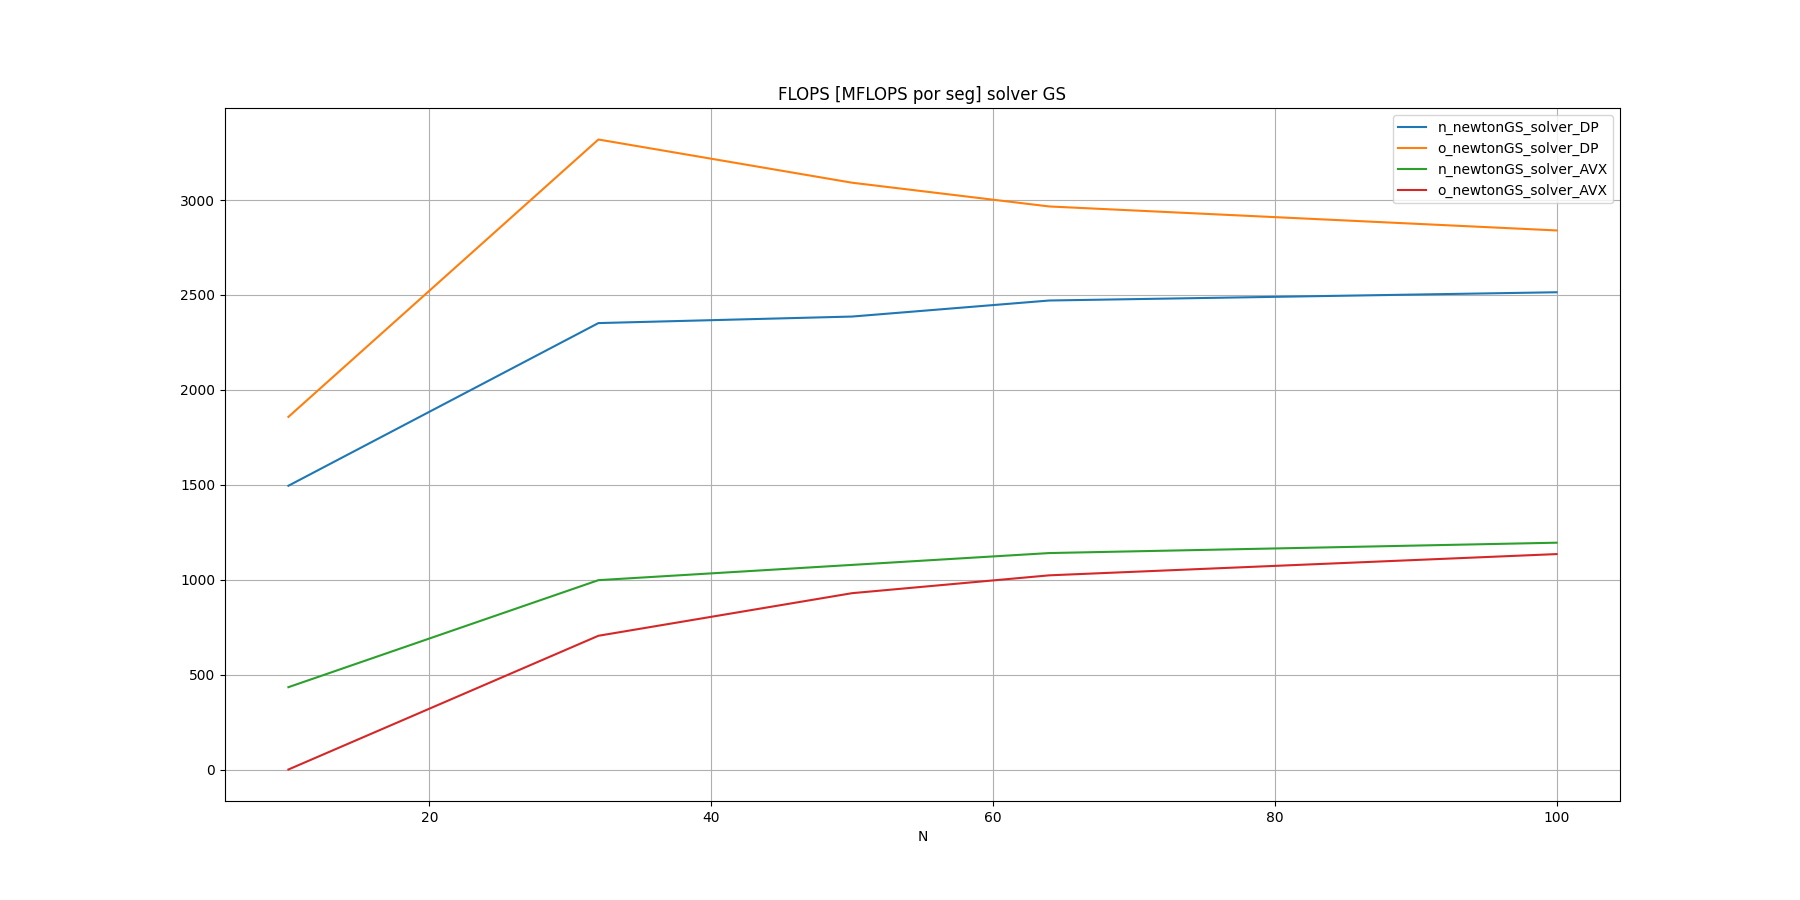 FLOPS [MFLOPS por seg] solver GS
n_newtonGS_solver_DP
o_newtonGS_solver_DP
n_newtonGS_solver_AVX
o_newtonGS_solver_AVX
3000
2500
2000
1500
1000
500
0
20 40 60 80 100
N